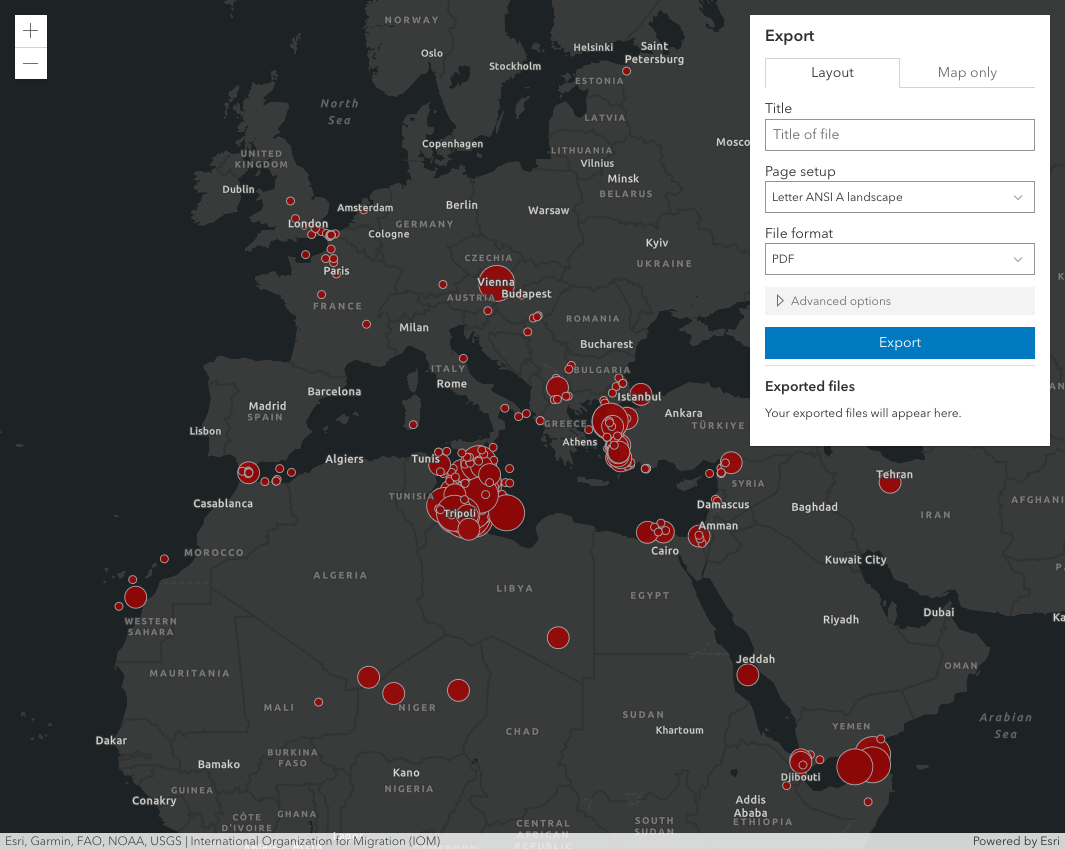 NORWAY
Oslo
Helsinki
Saint
Petersburg
Stockholm
ESTONIA
North
Sea
LATVIA
Copenhagen
Mosco
LITHUANIA
Vilnius
UNITED
KINGDOM
Minsk
BELARUS
Dublin
Amsterdam
Berlin
Warsaw
London
GERMANY
Cologne
Kyiv
CZECHIA
UKRAINE
Paris
Vienna
Budapest
AUSTRIA
FRANCE
ROMANIA
Milan
Bucharest
ITALY
BULGARIA
Rome
Barcelona
Istanbul
Madrid
SPAIN
Ankara
TÜRKIYE
Lisbon
GREECE
Athens
Algiers
Tunis
Tehran
SYRIA
TUNISIA
Casablanca
Damascus
Baghdad
AFGHANI
Tripoli
IRAN
Amman
Cairo
MOROCCO
Kuwait City
ALGERIA
LIBYA
EGYPT
Dubai
Ka
WESTERN
SAHARA
Riyadh
Jeddah
OMAN
MAURITANIA
MALI
NIGER
SUDAN
Arabian
Sea
Khartoum
CHAD
YEMEN
Dakar
BURKINA
FASO
Bamako
Kano
NIGERIA
Djibouti
GUINEA
Conakry
Addis
Ababa
ETHIOPIA
GHANA
CÔTE
D'IVOIRE
CENTRAL
AFRICAN
REPUBLIC
SOUTH
SUDAN
Export
Layout
Map only
Title
Title of file
Page setup
Letter ANSI A landscape
File format
PDF
Advanced options
Export
Exported files
Your exported files will appear here.
Esri, Garmin, FAO, NOAA, USGS | International Organization for Migration (IOM)
Powered by Esri